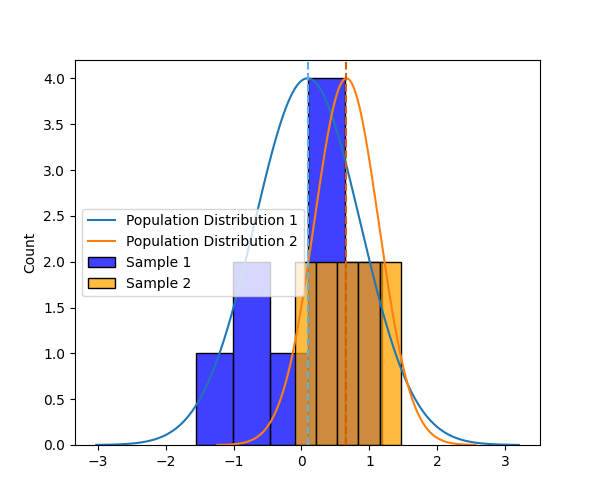 4.0
3.5
3.0
2.5
2.0
1.5
1.0
0.5
0.0
Count
Population Distribution 1
Population Distribution 2
Sample 1
Sample 2
−3 −2 −1 0 1 2 3